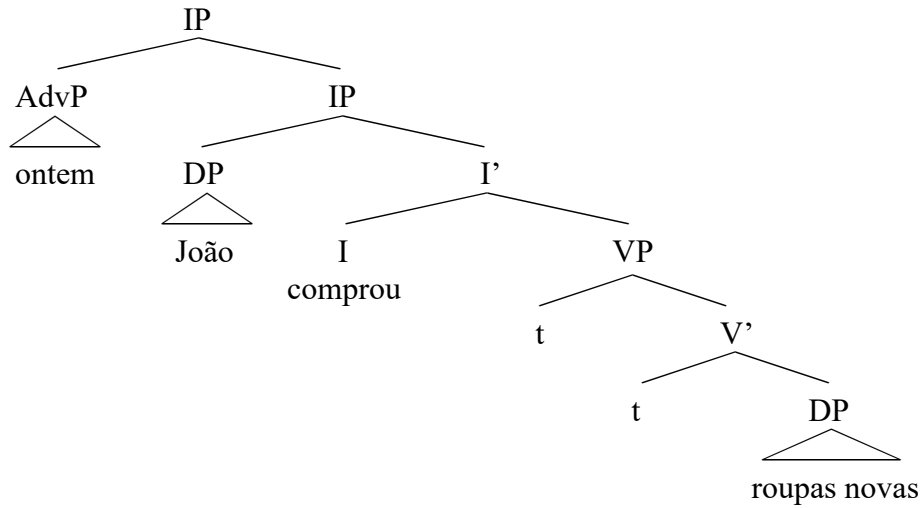 IP
AdvP IP
ontem DP I’
João I VP
comprou
t V’
t DP
roupas novas